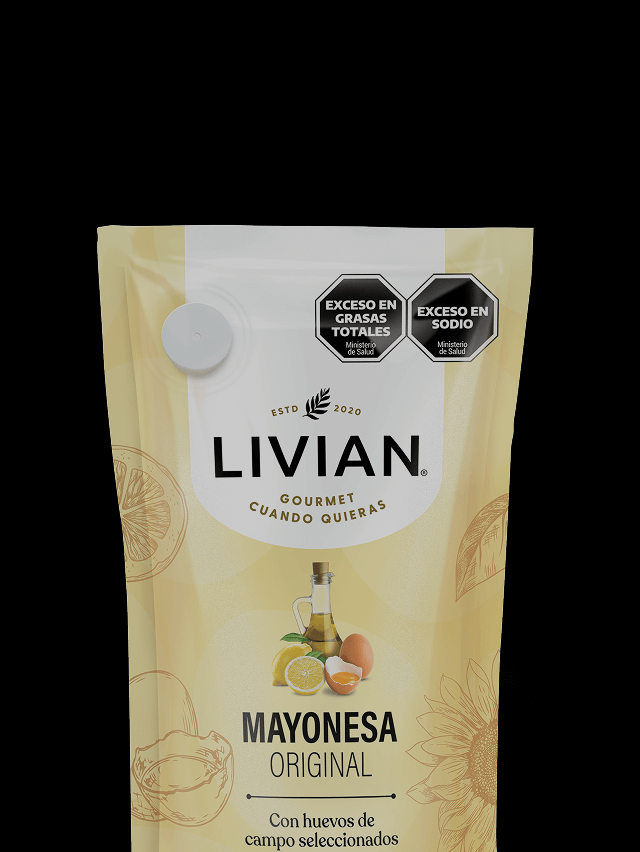 EXCESO EN
GRASAS
TOTALES
Ministerio
de Salud
EXCESO EN
SODIO
Ministerio
de Salud
ESTD 2020
LIVIAN®
GOURMET
CUANDO QUIERAS
MAYONESA
ORIGINAL
Con huevos de
campo seleccionados